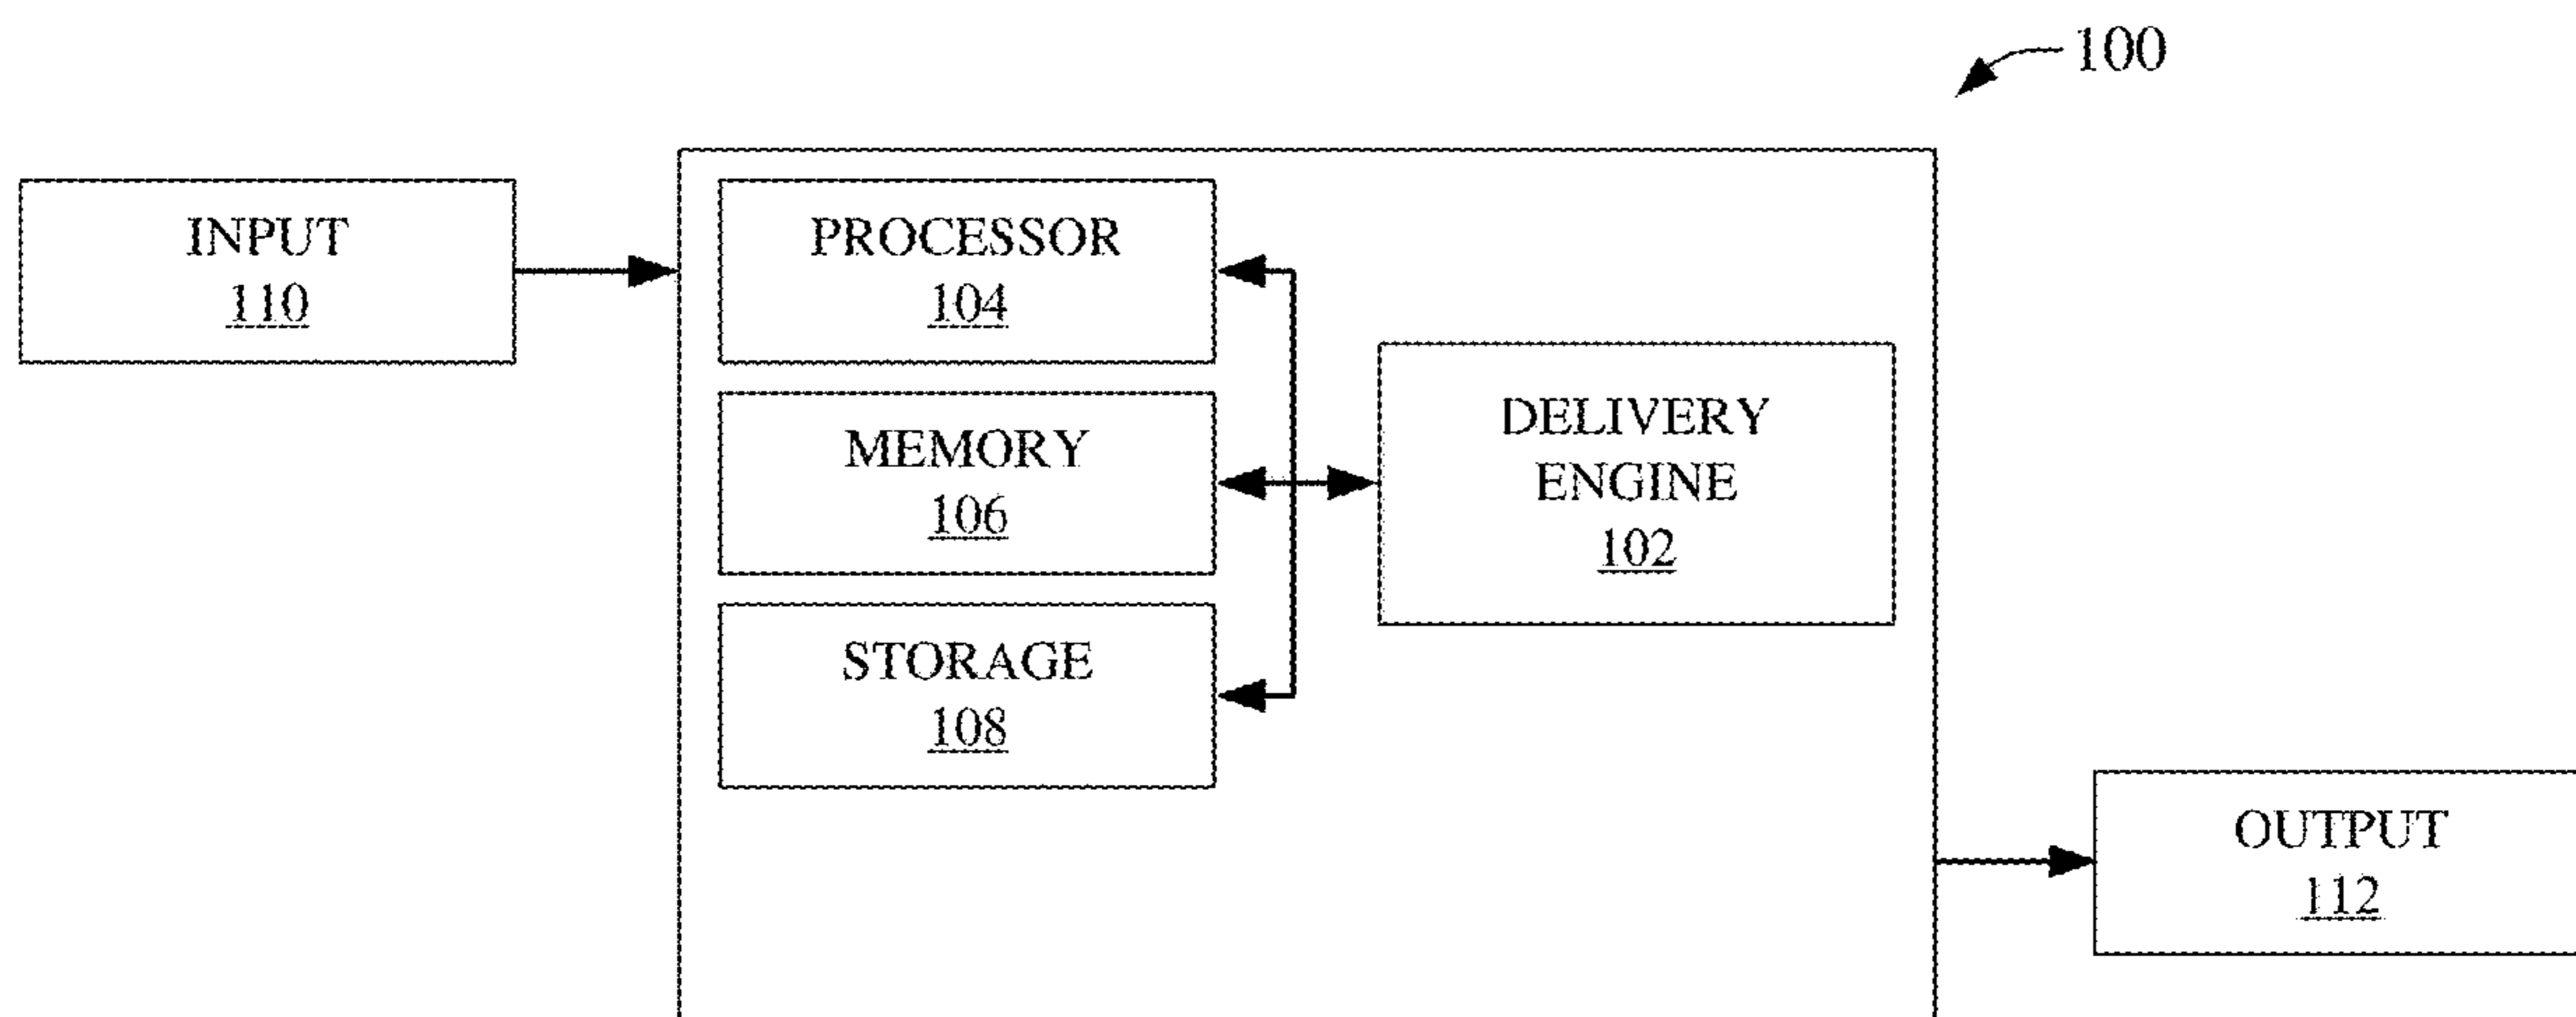 100
INPUT
110
PROCESSOR
104
MEMORY
106
STORAGE
108
DELIVERY
ENGINE
102
OUTPUT
112